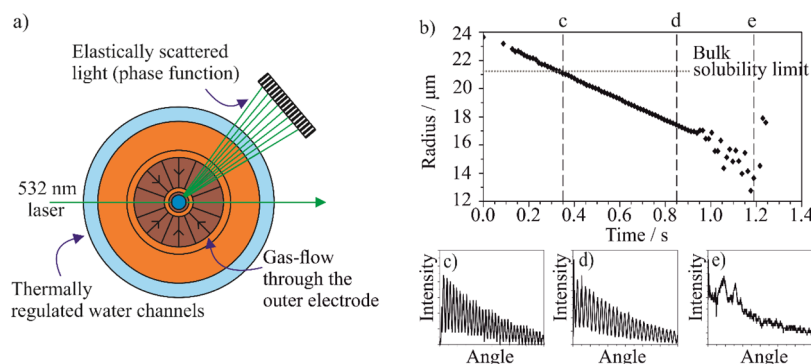 a)
Elastically scattered
light (phase function)
532 nm
laser
Thermally
regulated water channels
Gas-flow
through the
outer electrode
b)
c
d
e
Radius / μm
24
22
20
18
16
14
12
Bulk
solubility limit
0.0
0.2
0.4
0.6
0.8
1.0
1.2
1.4
Time / s
c)
Intensity
Angle
d)
Intensity
Angle
e)
Intensity
Angle